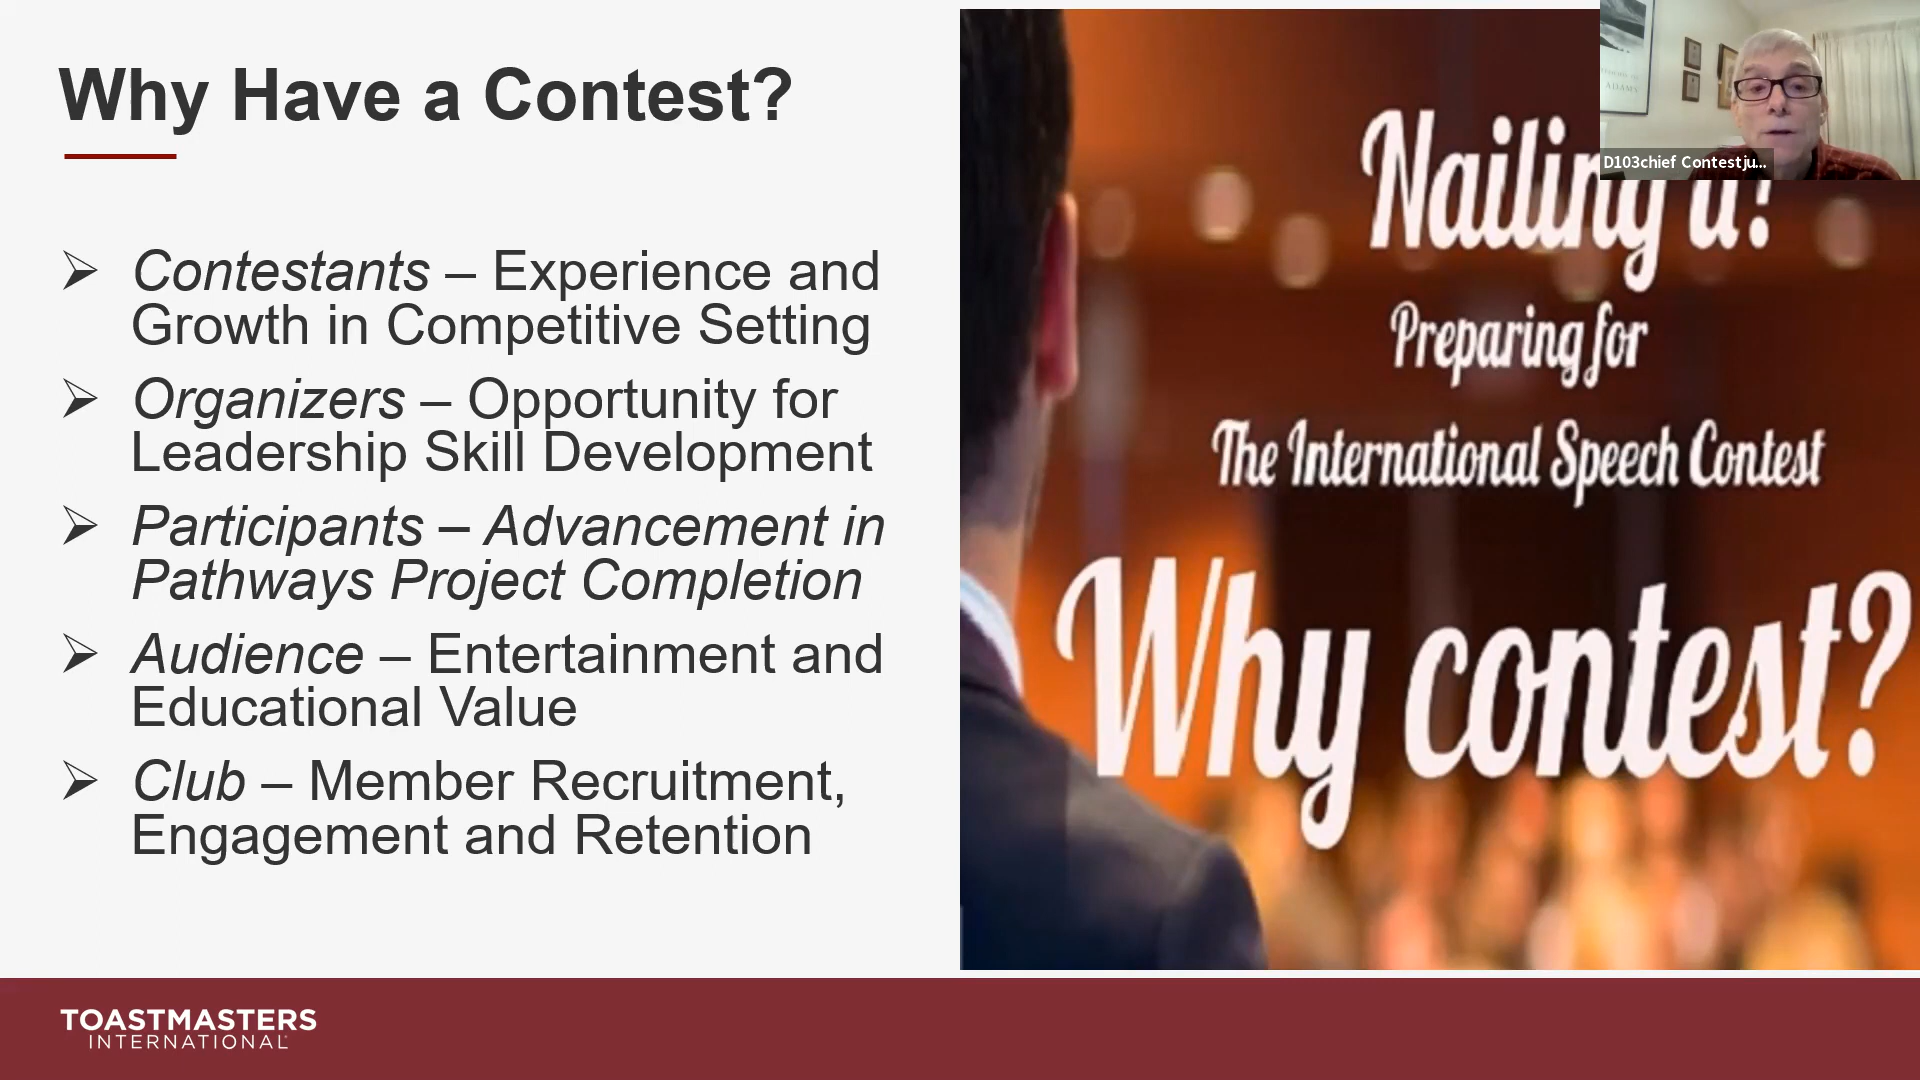 Why Have a Contest?
➢ Contestants – Experience and
Growth in Competitive Setting
➢ Organizers – Opportunity for
Leadership Skill Development
➢ Participants – Advancement in
Pathways Project Completion
➢ Audience – Entertainment and
Educational Value
➢ Club – Member Recruitment,
Engagement and Retention
Nailing it!
Preparing for
The International Speech Contest
Why contest?
D103chief Contestju...
TOASTMASTERS
INTERNATIONAL